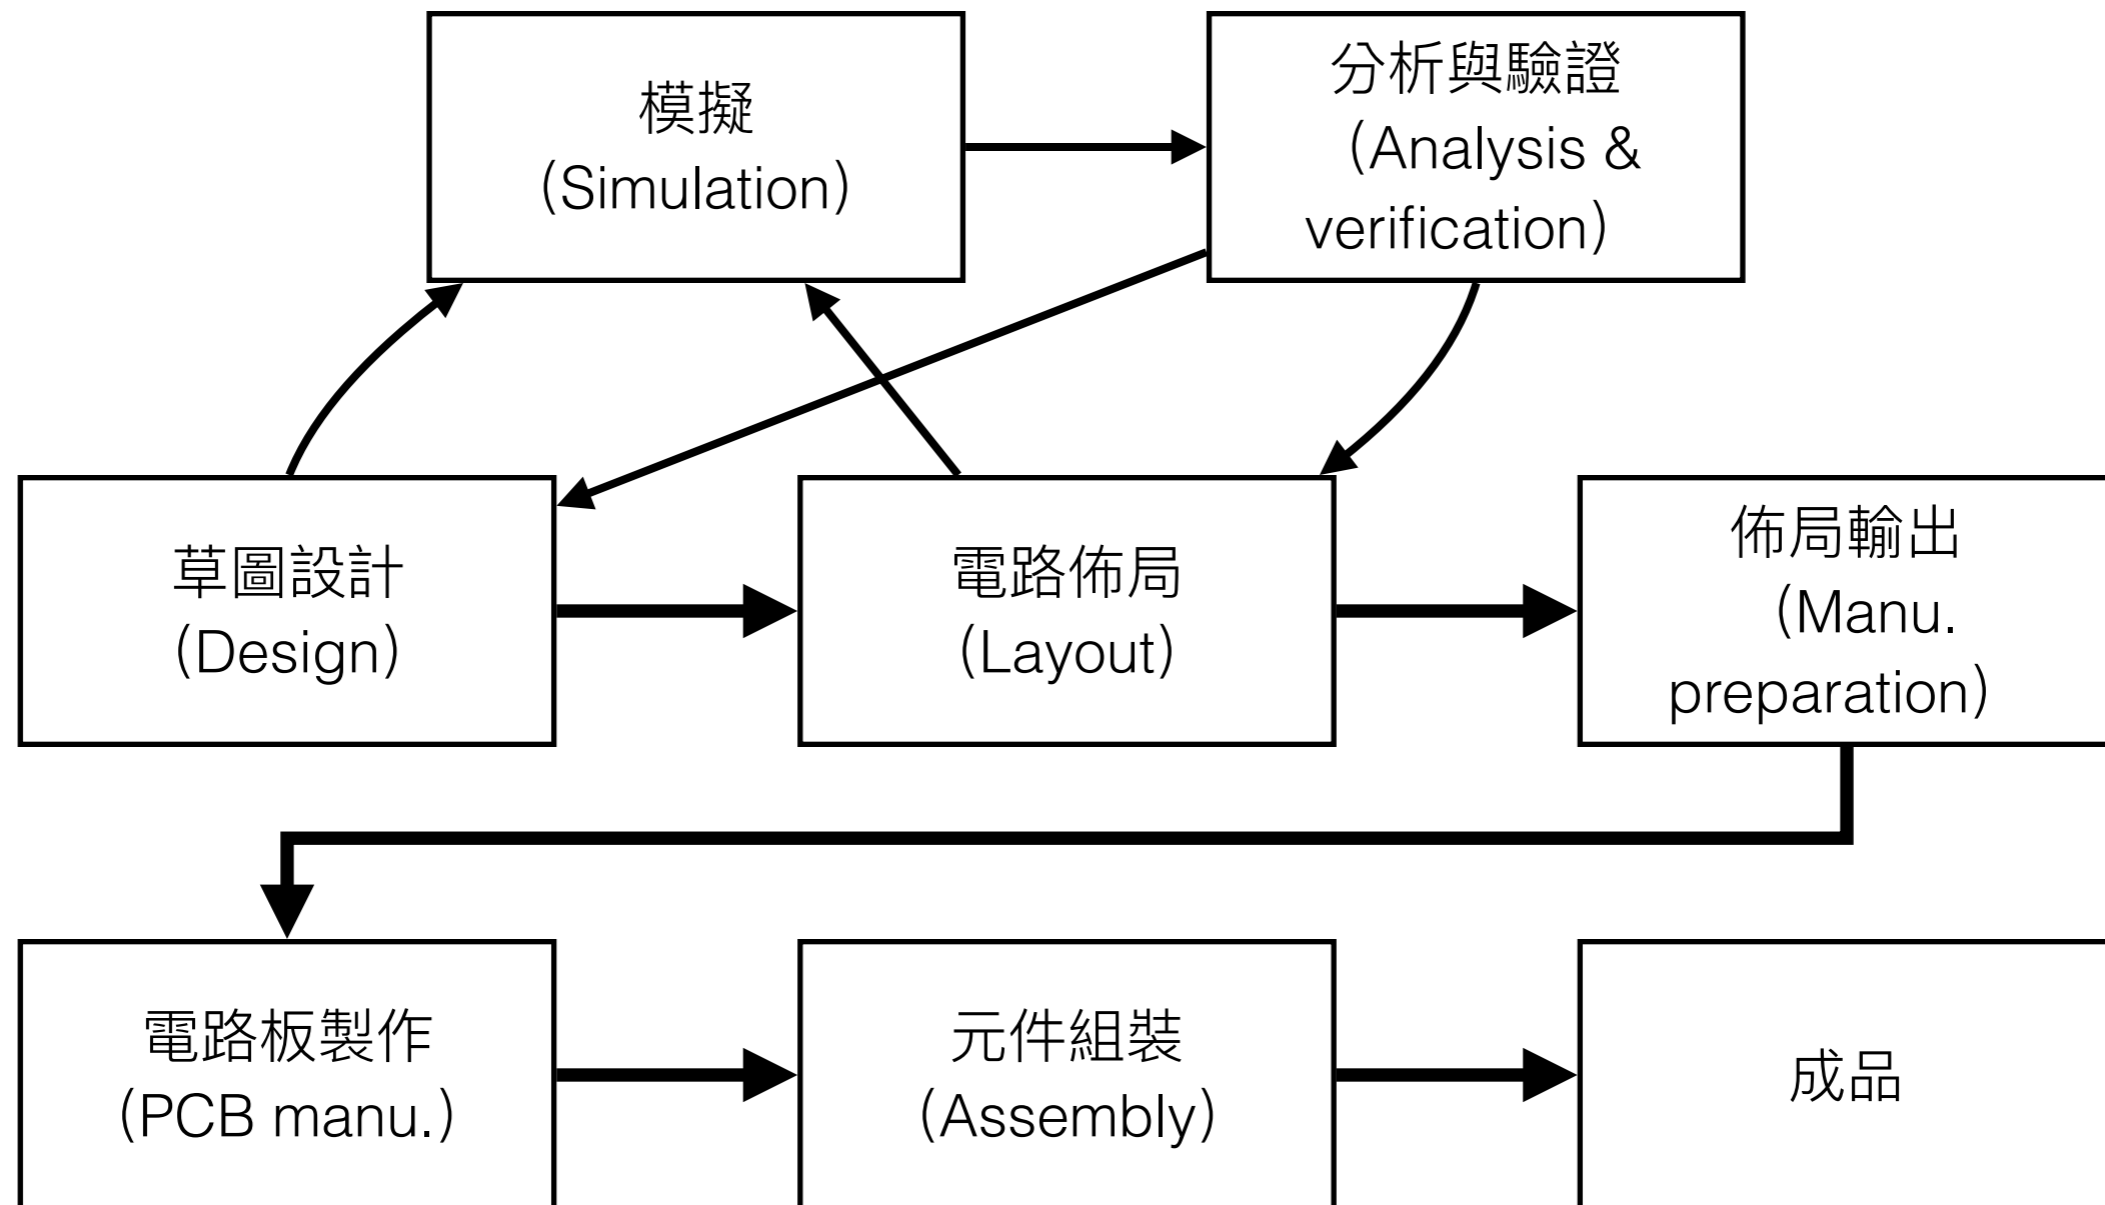 模擬
(Simulation)
分析與驗證
(Analysis &
verification)
草圖設計
(Design)
電路佈局
(Layout)
佈局輸出
(Manu.
preparation)
電路板製作
(PCB manu.)
元件組裝
(Assembly)
成品